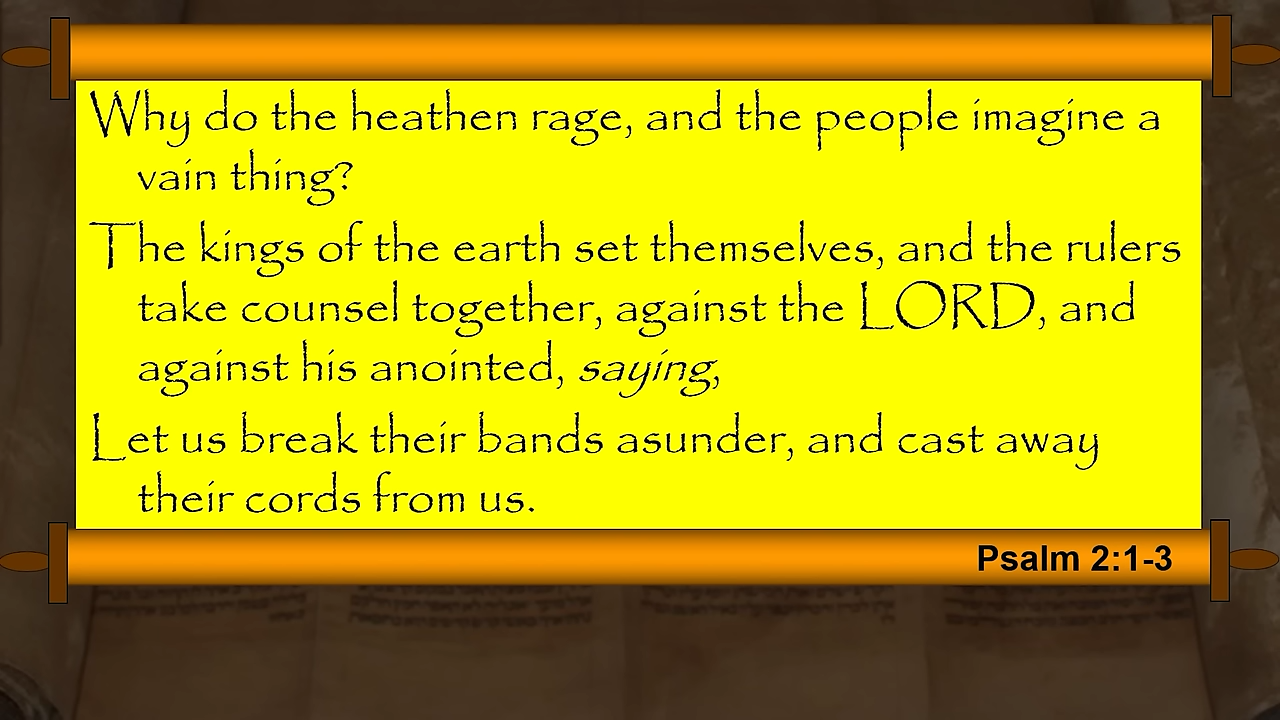 Why do the heathen rage, and the people imagine a
vain thing?
The kings of the earth set themselves, and the rulers
take counsel together, against the LORD, and
against his anointed, saying,
Let us break their bands asunder, and cast away
their cords from us.
Psalm 2:1-3